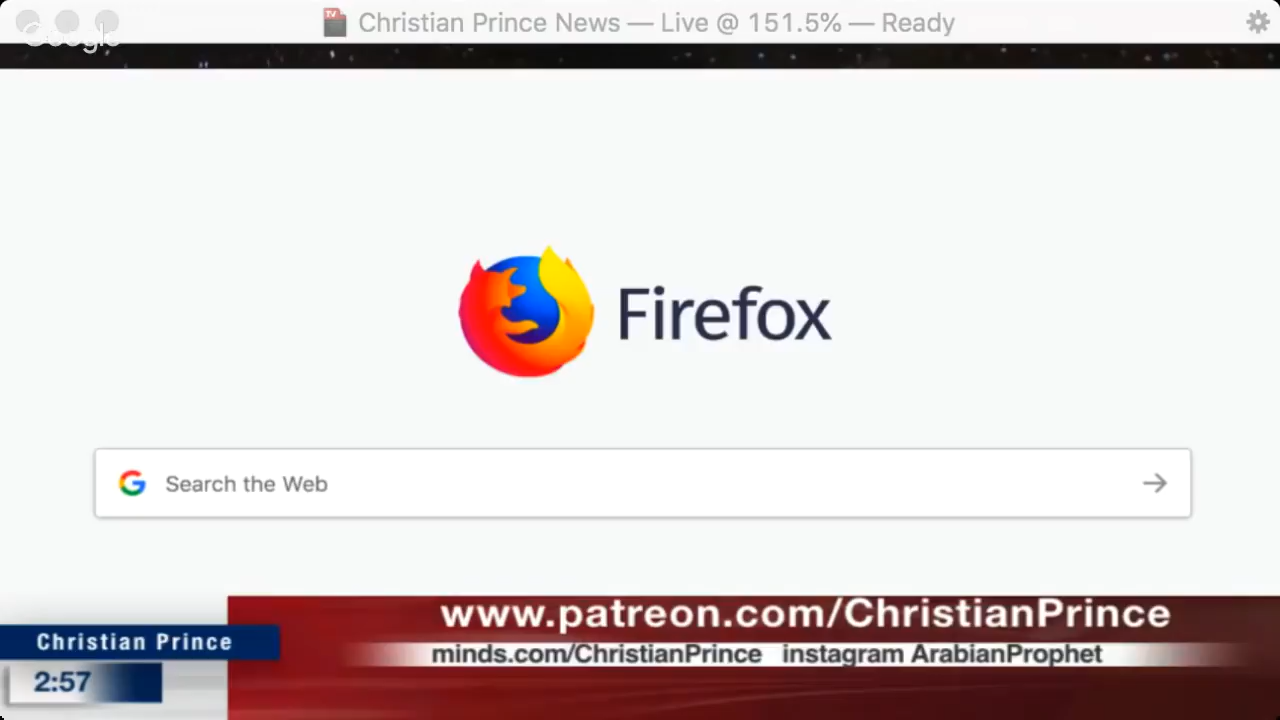 Christian Prince News — Live @ 151.5% — Ready
Google
Firefox
Search the Web
www.patreon.com/ChristianPrince
minds.com/ChristianPrince instagram ArabianProphet
Christian Prince
2:57